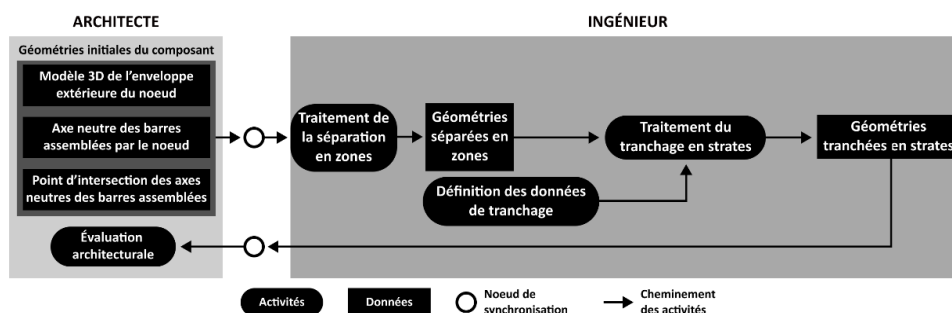 ARCHITECTE
INGÉNIEUR
Géométries initiales du composant
Modèle 3D de l'enveloppe
extérieure du noeud
Axe neutre des barres
assemblées par le noeud
Point d'intersection des axes
neutres des barres assemblées
Évaluation
architecturale
Traitement de
la séparation
en zones
Géométries
séparées en
zones
Définition des données
de tranchage
Traitement du
tranchage en strates
Géométries
tranchées en strates
Activités
Données
Noeud de
synchronisation
Cheminement
des activités